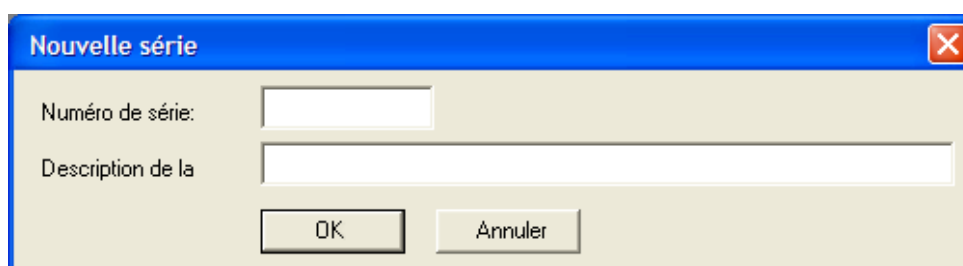 Nouvelle série
Numéro de série:
Description de la
OK Annuler